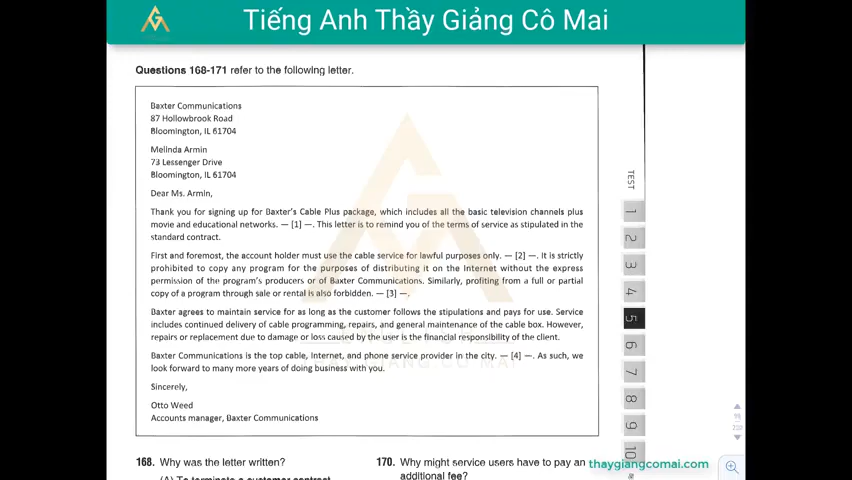 Tiếng Anh Thầy Giảng Cô Mai
Questions 168-171 refer to the following letter.
Baxter Communications
87 Hollowbrook Road
Bloomington, IL 61704
Melinda Armin
73 Lessenger Drive
Bloomington, IL 61704
Dear Ms. Armin,
Thank you for signing up for Baxter's Cable Plus package, which includes all the basic television channels plus
movie and educational networks. — [1] —. This letter is to remind you of the terms of service as stipulated in the
standard contract.
First and foremost, the account holder must use the cable service for lawful purposes only. — [2] —. It is strictly
prohibited to copy any program for the purposes of distributing it on the Internet without the express
permission of the program's producers or of Baxter Communications. Similarly, profiting from a full or partial
copy of a program through sale or rental is also forbidden. — [3] —.
Baxter agrees to maintain service for as long as the customer follows the stipulations and pays for use. Service
includes continued delivery of cable programming, repairs, and general maintenance of the cable box. However,
repairs or replacement due to damage or loss caused by the user is the financial responsibility of the client.
Baxter Communications is the top cable, Internet, and phone service provider in the city. — [4] —. As such, we
look forward to many more years of doing business with you.
Sincerely,
Otto Weed
Accounts manager, Baxter Communications
168. Why was the letter written?
(A) To terminate a customer contract
170. Why might service users have to pay an
additional fee?
TEST
1
2
3
4
5
6
7
8
9
10
thaygiangcomai.com